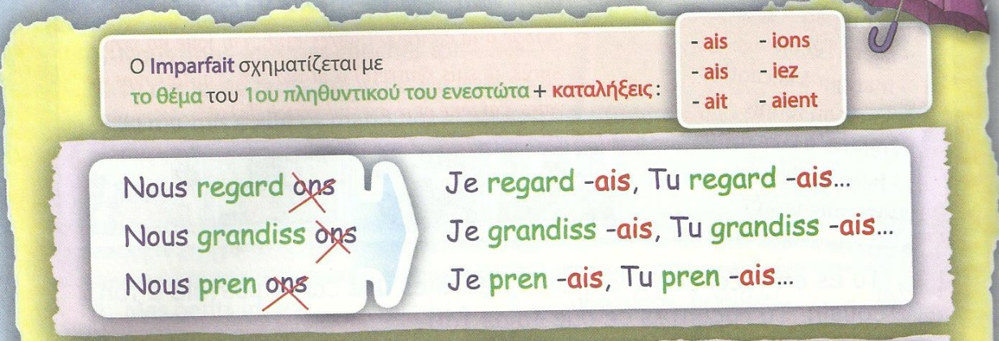 Ο Imparfait σχηματίζεται με
το θέμα του 1ου πληθυντικού του ενεστώτα + καταλήξεις :
- ais - ions
- ais - iez
- ait - aient
Nous regard ons
Je regard -ais, Tu regard -ais...
Nous grandiss ons
Je grandiss -ais, Tu grandiss -ais...
Nous pren ons
Je pren -ais, Tu pren -ais...